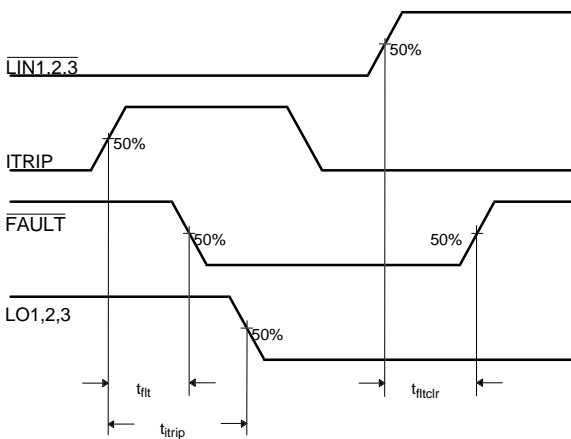 50%
LIN1.2.3
50%
ITRIP
FAULT
50%
50%
LO1,2,3
50%
tflt
tfltclr
titrip